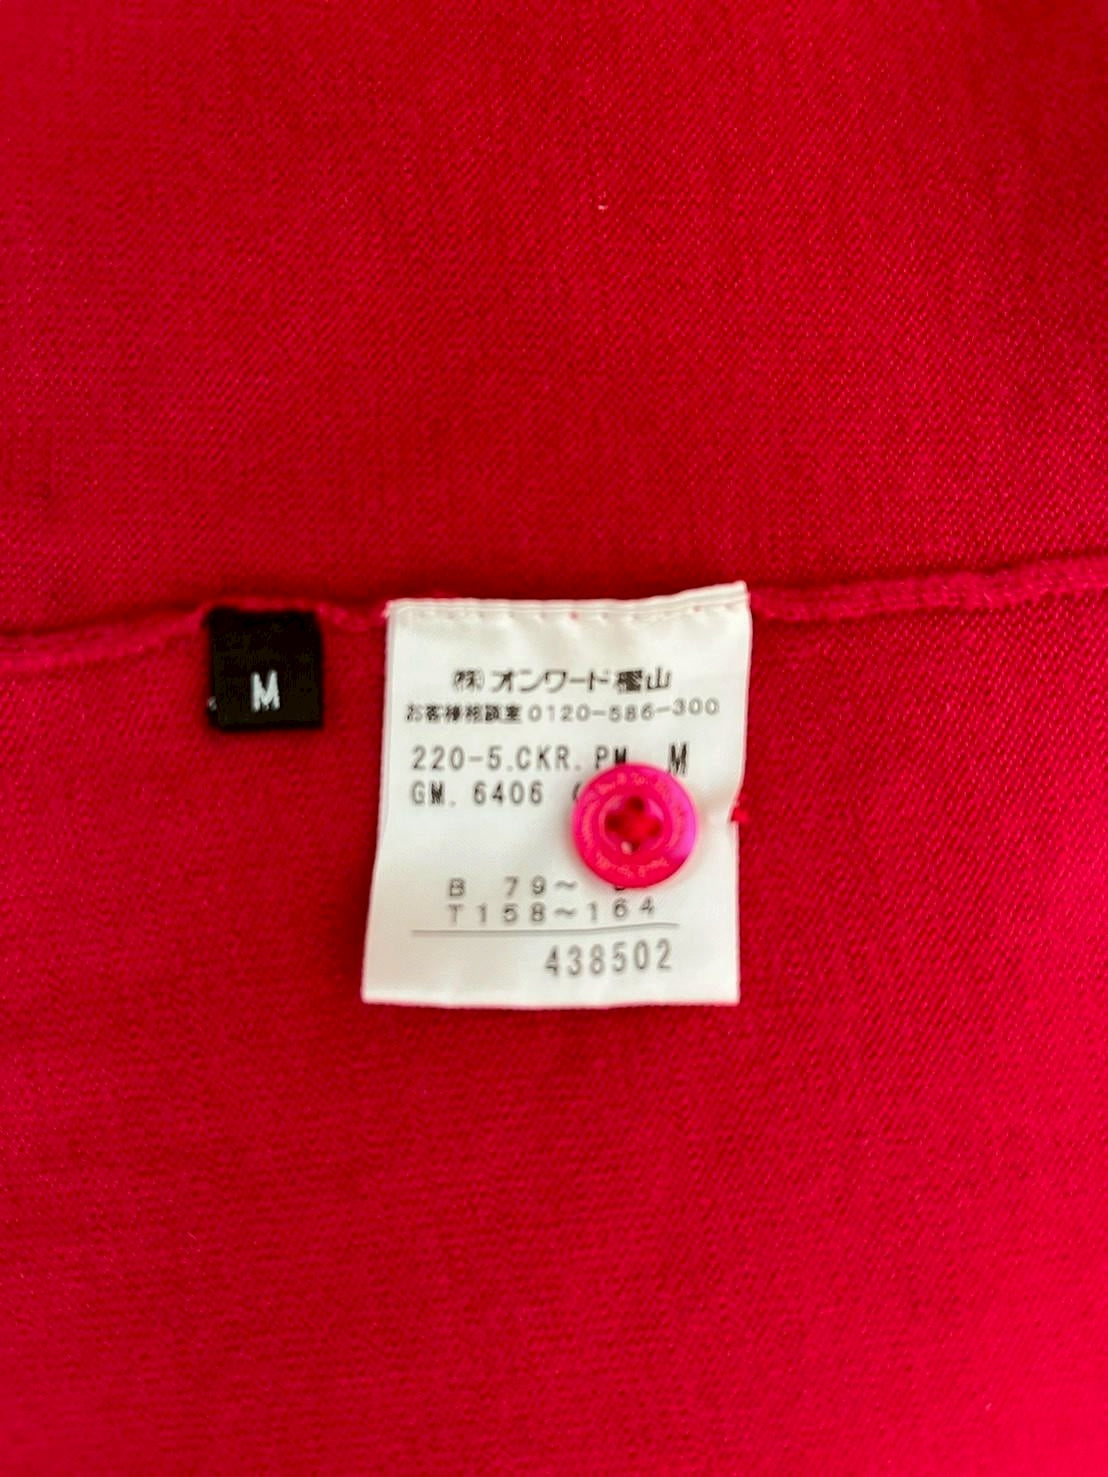 M
㈱オンワード樫山
お客様相談室 0120-586-300
220-5.CKR.PM M
GM. 6406
B 79～
T158～164
438502